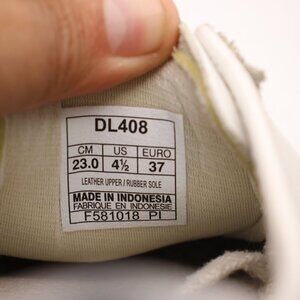 DL408
CM US EURO
23.0 4½ 37
LEATHER UPPER / RUBBER SOLE
MADE IN INDONESIA
FABRIQUE EN INDONESIE
F581018 PI